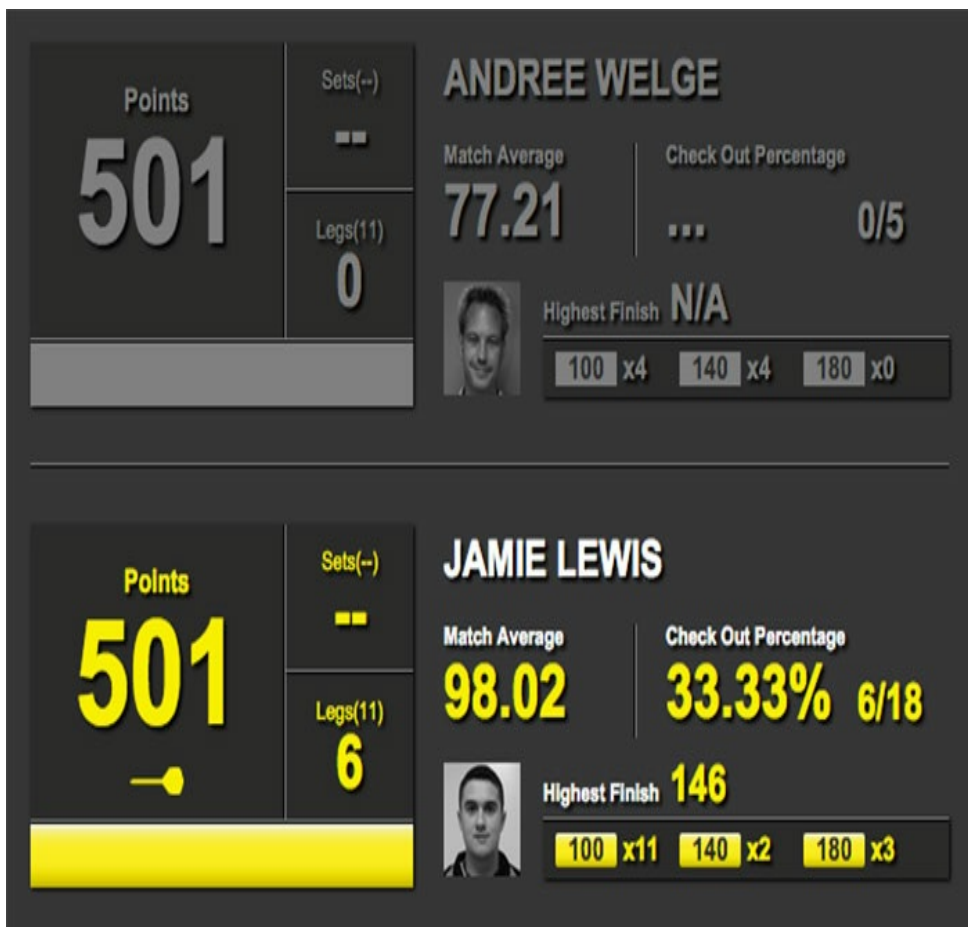 ANDREE WELGE
Points
501
Sets(--)
--
Legs(11)
0
Match Average
77.21
Check Out Percentage
... 0/5
Highest Finish N/A
100 x4 140 x4 180 x0
JAMIE LEWIS
Points
501
Sets(--)
--
Legs(11)
6
Match Average
98.02
Check Out Percentage
33.33% 6/18
Highest Finish 146
100 x11 140 x2 180 x3